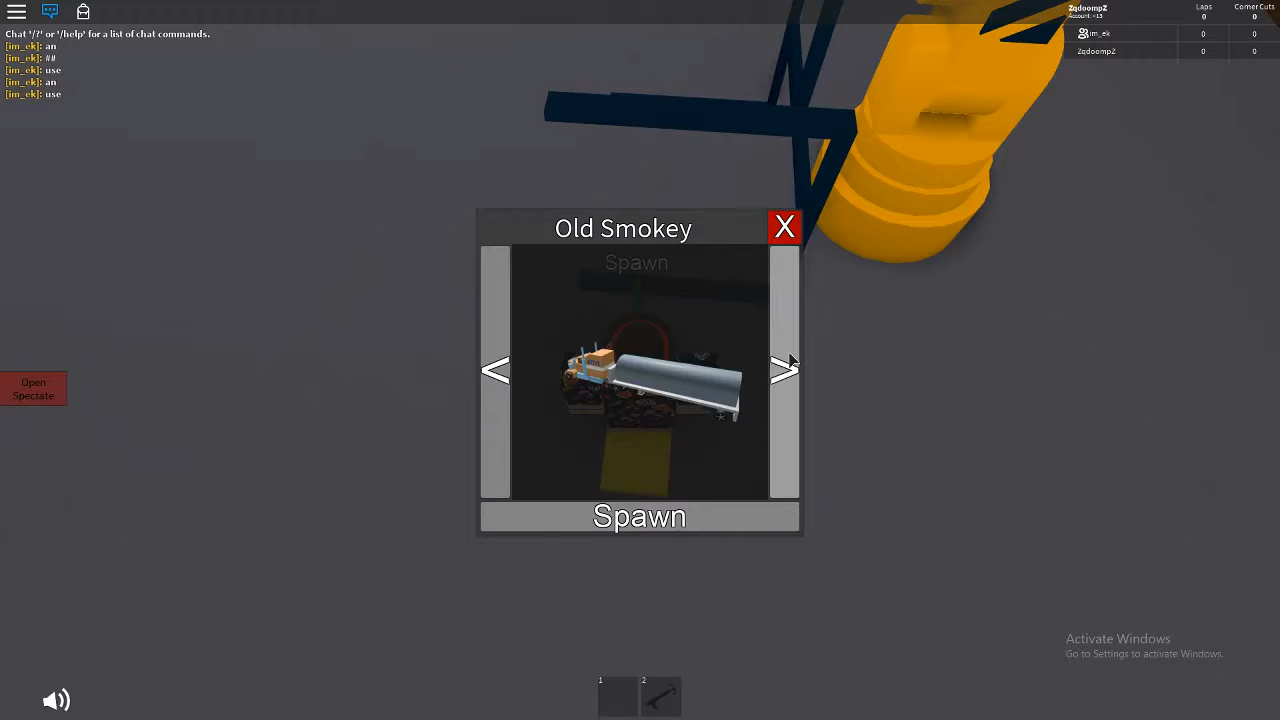 Chat '/?' or '/help' for a list of chat commands.
[im_ek]: an
[im_ek]: ##
[im_ek]: use
[im_ek]: an
[im_ek]: use
ZqdoompZ
Account: <13
Laps
Corner Cuts
0
0
im_ek
0
0
ZqdoompZ
0
0
Old Smokey
X
Spawn
<
>
Spawn
Open
Spectate
Activate Windows
Go to Settings to activate Windows.
1
2